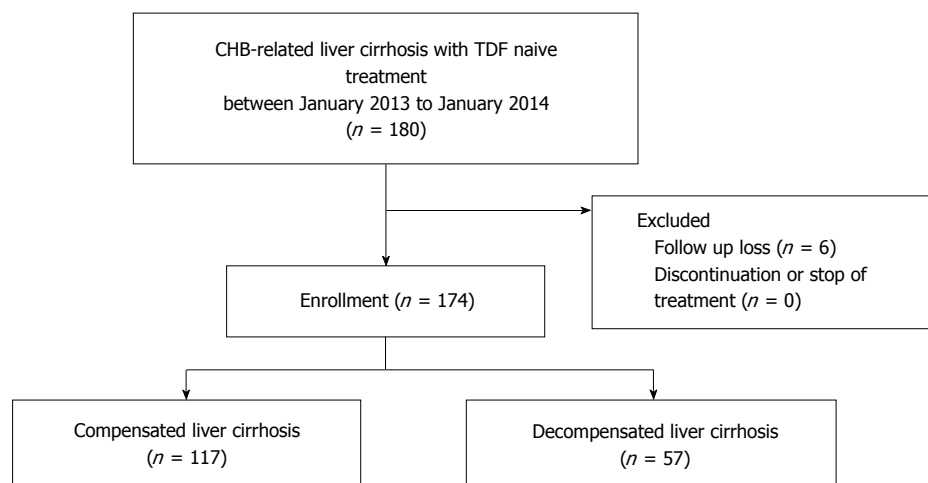 CHB-related liver cirrhosis with TDF naive
treatment
between January 2013 to January 2014
(n = 180)
Excluded
Follow up loss (n = 6)
Discontinuation or stop of
treatment (n = 0)
Enrollment (n = 174)
Compensated liver cirrhosis
(n = 117)
Decompensated liver cirrhosis
(n = 57)